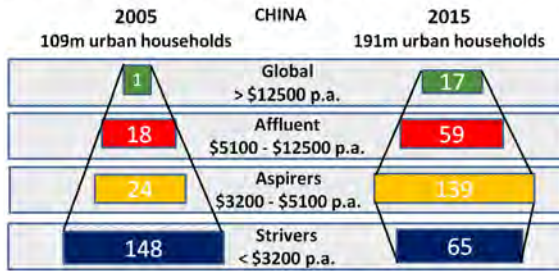 2005 CHINA 2015
109m urban households 191m urban households
1 Global 17
> $12500 p.a.
18 Affluent 59
$5100 - $12500 p.a.
24 Aspirers 139
$3200 - $5100 p.a.
148 Strivers 65
< $3200 p.a.